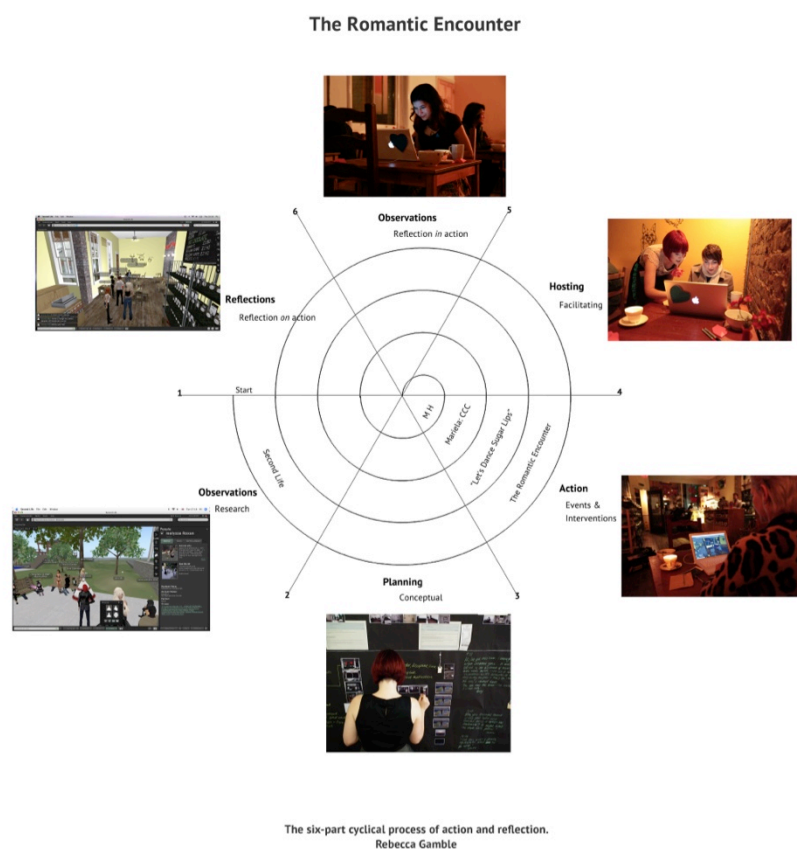 The Romantic Encounter
6
5
Observations
Reflection in action
Reflections
Reflection on action
Hosting
Facilitating
1
Start
4
M H
Mariela: CCC
"Let's Dance Sugar Lips"
The Romantic Encounter
Second Life
Observations
Research
Action
Events &
Interventions
Planning
Conceptual
2
3
The six-part cyclical process of action and reflection.
Rebecca Gamble